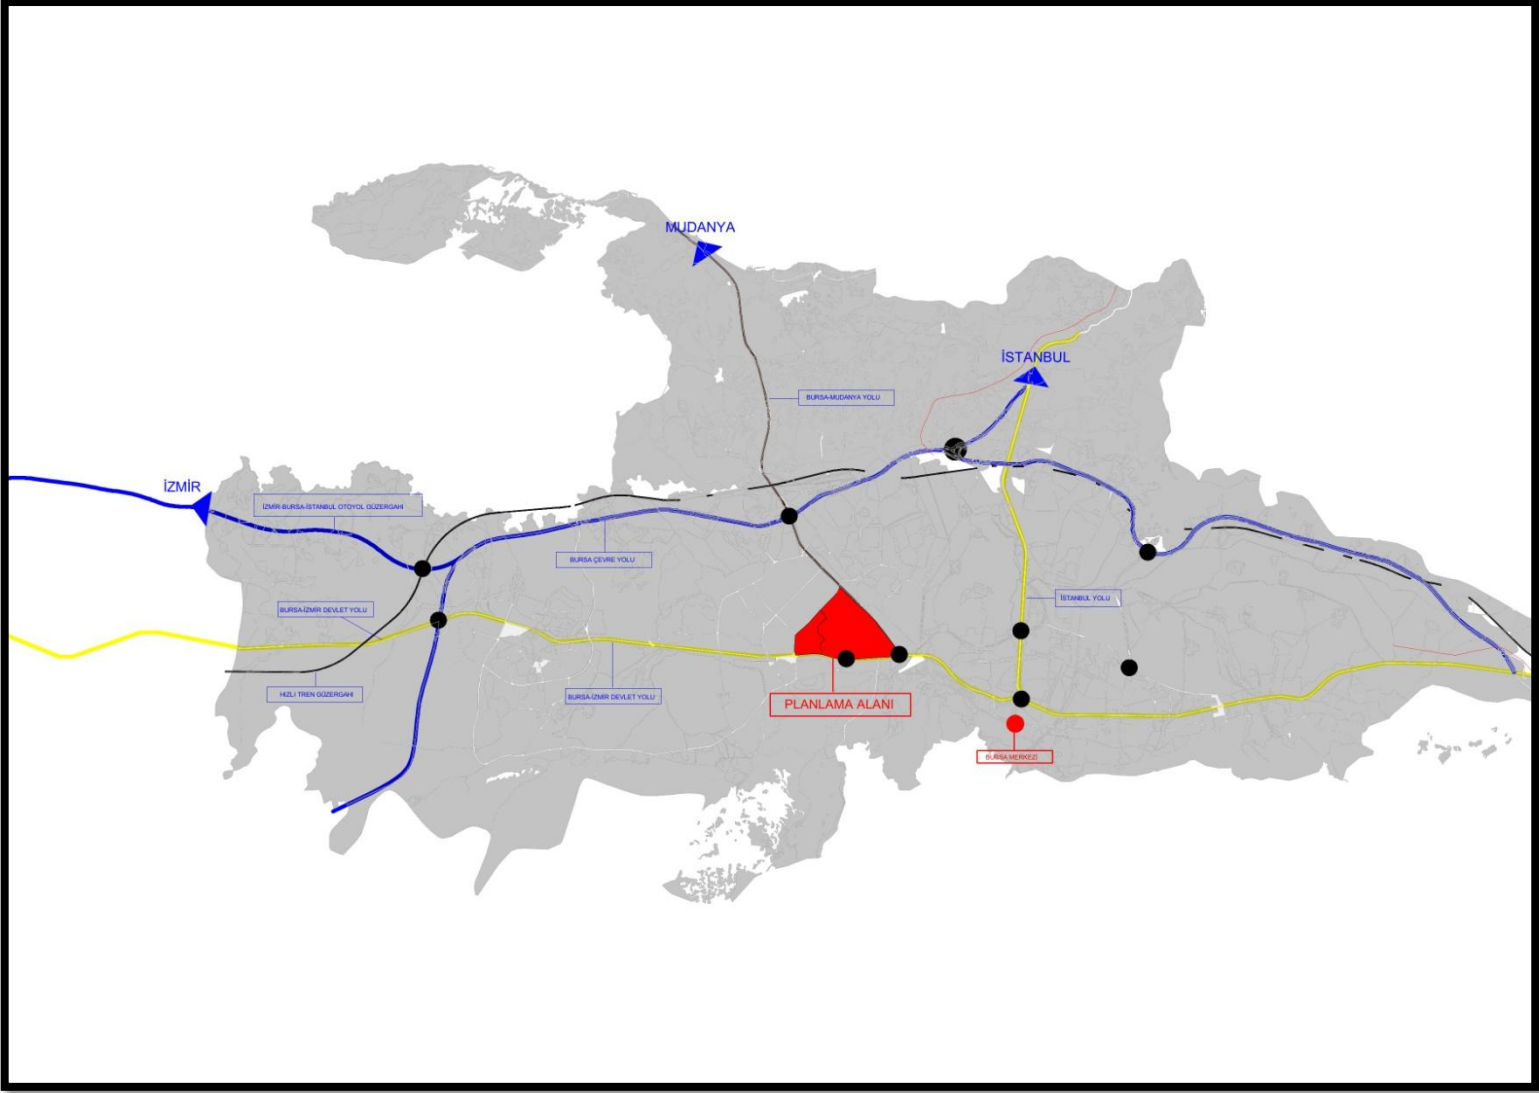 MUDANYA
İSTANBUL
BURSA-MUDANYA YOLU
İZMİR
İZMİR-BURSA-İSTANBUL OTOYOL GÜZERGAHI
BURSA ÇEVRE YOLU
BURSA-İZMİR DEVLET YOLU
İSTANBUL YOLU
HIZLI TREN GÜZERGAHI
BURSA-İZMİR DEVLET YOLU
PLANLAMA ALANI
BURSA MERKEZİ